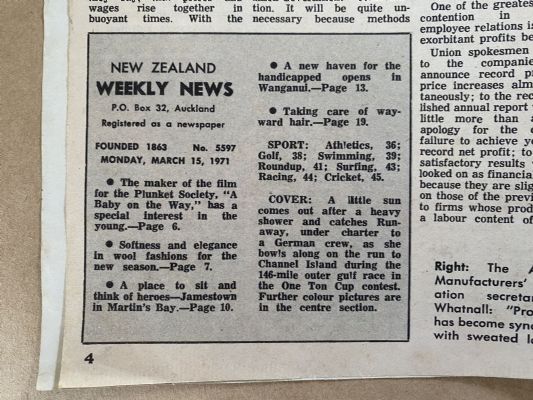 wages rise together in
buoyant times. With the
tion. It will be quite un-
necessary because methods
NEW ZEALAND
WEEKLY NEWS
P.O. Box 32, Auckland
Registered as a newspaper
FOUNDED 1863 No. 5597
MONDAY, MARCH 15, 1971
● The maker of the film
for the Plunket Society, "A
Baby on the Way," has a
special interest in the
young.—Page 6.
● Softness and elegance
in wool fashions for the
new season.—Page 7.
● A place to sit and
think of heroes—Jamestown
in Martin's Bay.—Page 10.
● A new haven for the
handicapped opens in
Wanganui.—Page 13.
● Taking care of way-
ward hair.—Page 19.
SPORT: Athletics, 36;
Golf, 38; Swimming, 39;
Roundup, 41; Surfing, 43;
Racing, 44; Cricket, 45.
COVER: A little sun
comes out after a heavy
shower and catches Run-
away, under charter to
a German crew, as she
bowls along on the run to
Channel Island during the
146-mile outer gulf race in
the One Ton Cup contest.
Further colour pictures are
in the centre section.
4
One of the greates
contention in
employee relations is
exorbitant profits be
Union spokesmen
to the companie
announce record p
price increases alm
taneously; to the rec
lished annual report
little more than a
apology for the c
failure to achieve y
record net profit; to
satisfactory results
looked on as financia
because they are slig
on those of the previ
to firms whose prod
a labour content of
Right: The A
Manufacturers'
ation secreta
Whatnall: "Pro
has become syn
with sweated la